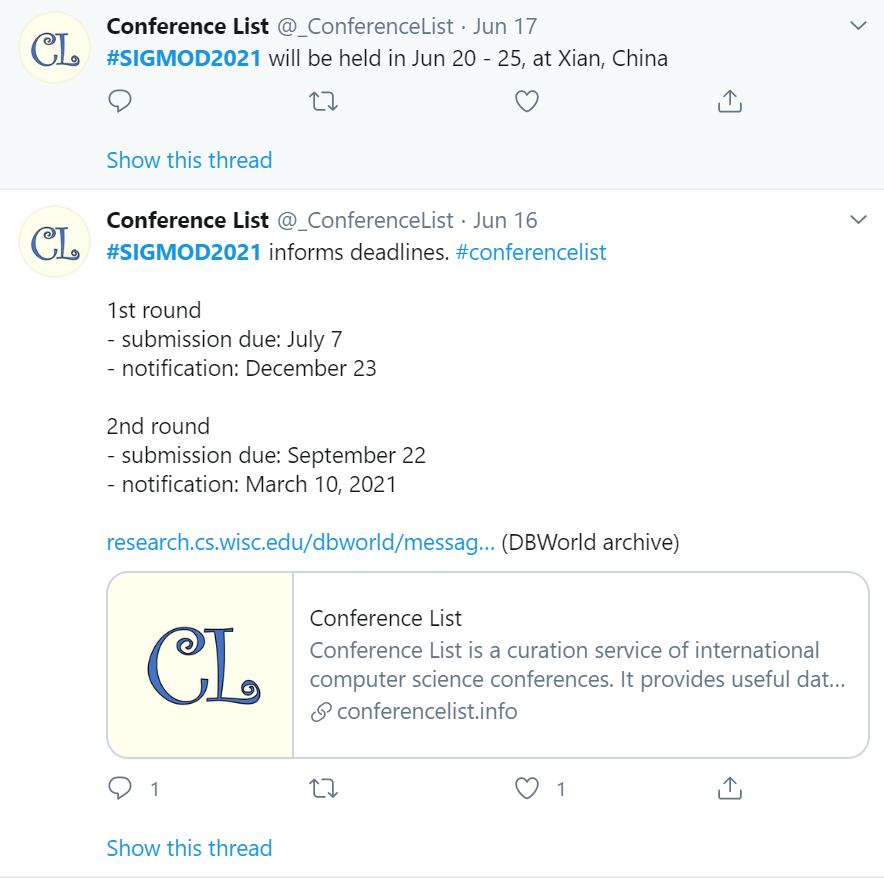 CL
Conference List @_ConferenceList · Jun 17
#SIGMOD2021 will be held in Jun 20 - 25, at Xian, China
Show this thread
CL
Conference List @_ConferenceList · Jun 16
#SIGMOD2021 informs deadlines. #conferencelist
1st round
- submission due: July 7
- notification: December 23
2nd round
- submission due: September 22
- notification: March 10, 2021
research.cs.wisc.edu/dbworld/messag... (DBWorld archive)
CL
Conference List
Conference List is a curation service of international
computer science conferences. It provides useful dat...
conferencelist.info
1 1
Show this thread